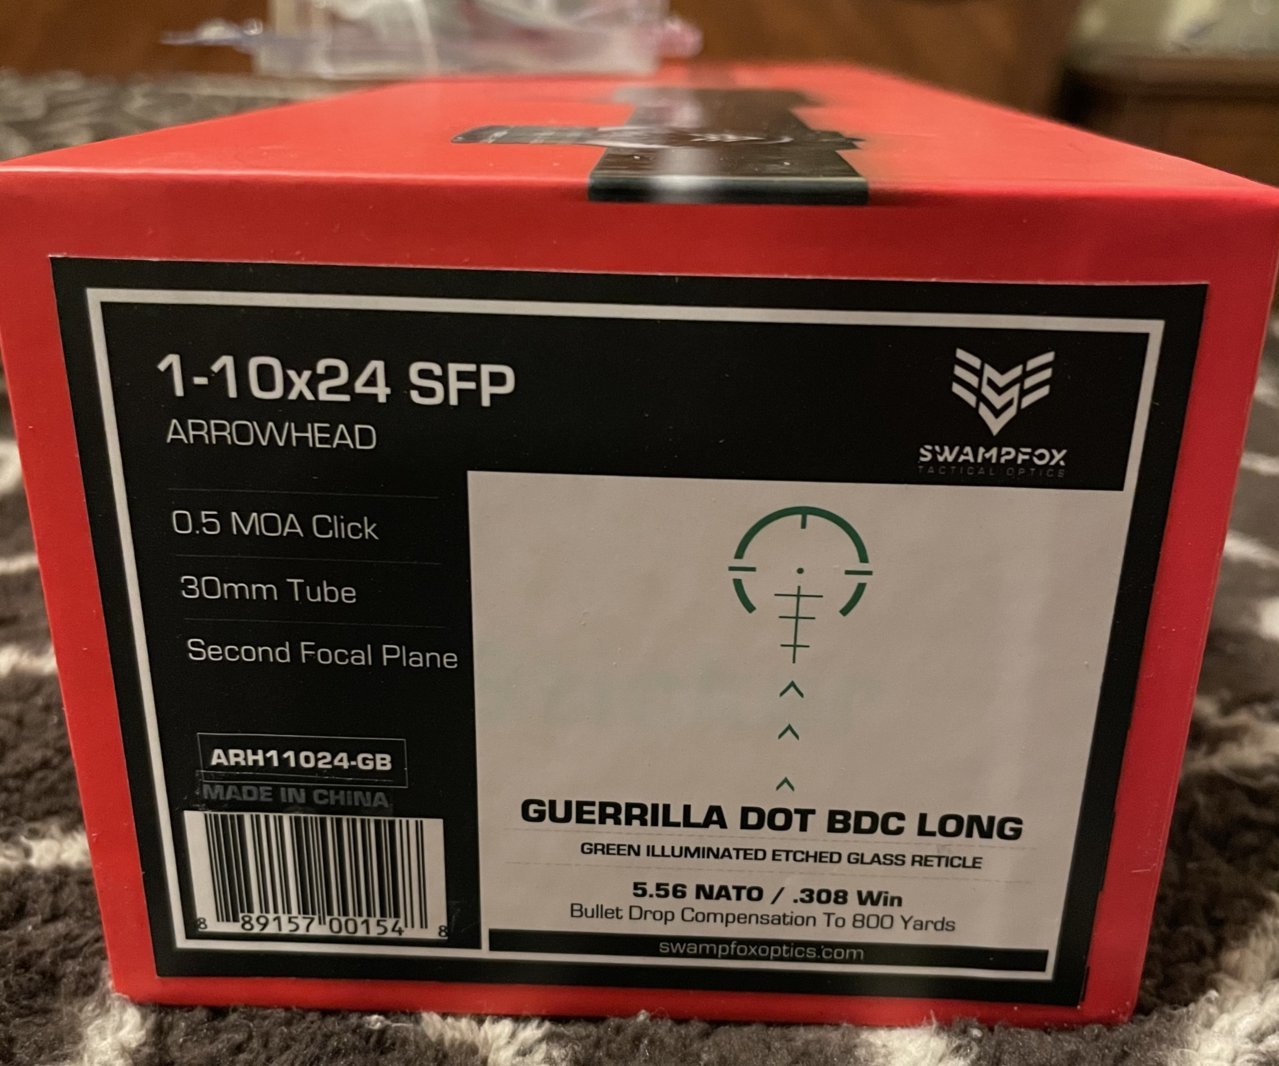 1-10x24 SFP
ARROWHEAD
SWAMPFOX
TACTICAL OPTICS
0.5 MOA Click
30mm Tube
Second Focal Plane
ARH11024-GB
MADE IN CHINA
8 89157 00154 8
GUERRILLA DOT BDC LONG
GREEN ILLUMINATED ETCHED GLASS RETICLE
5.56 NATO / .308 Win
Bullet Drop Compensation To 800 Yards
swampfoxoptics.com